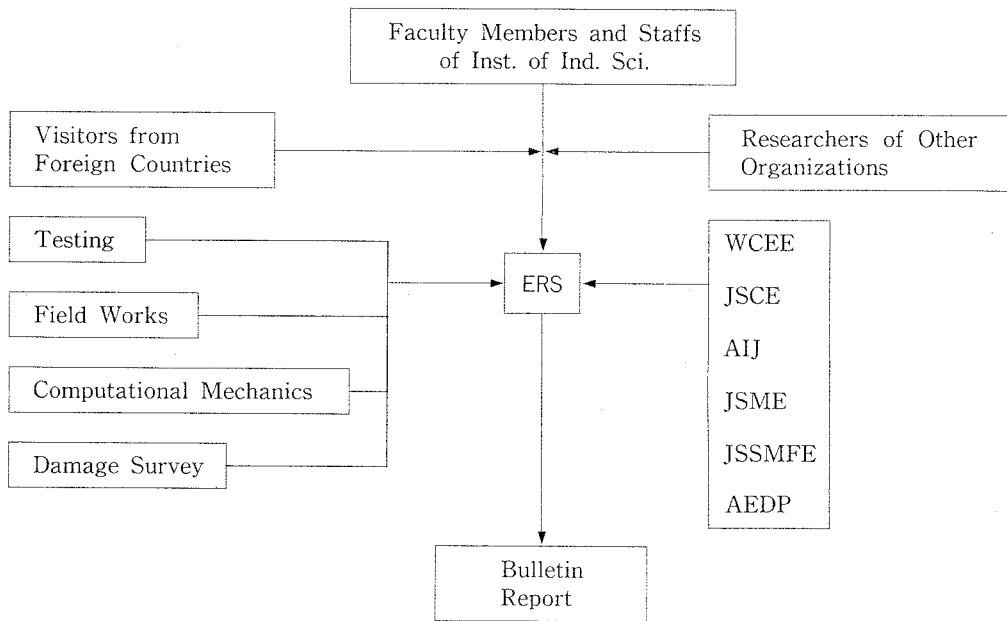 Faculty Members and Staffs
of Inst. of Ind. Sci.
Visitors from
Foreign Countries
Researchers of Other
Organizations
Testing
Field Works
Computational Mechanics
Damage Survey
ERS
WCEE
JSCE
AIJ
JSME
JSSMFE
AEDP
Bulletin
Report